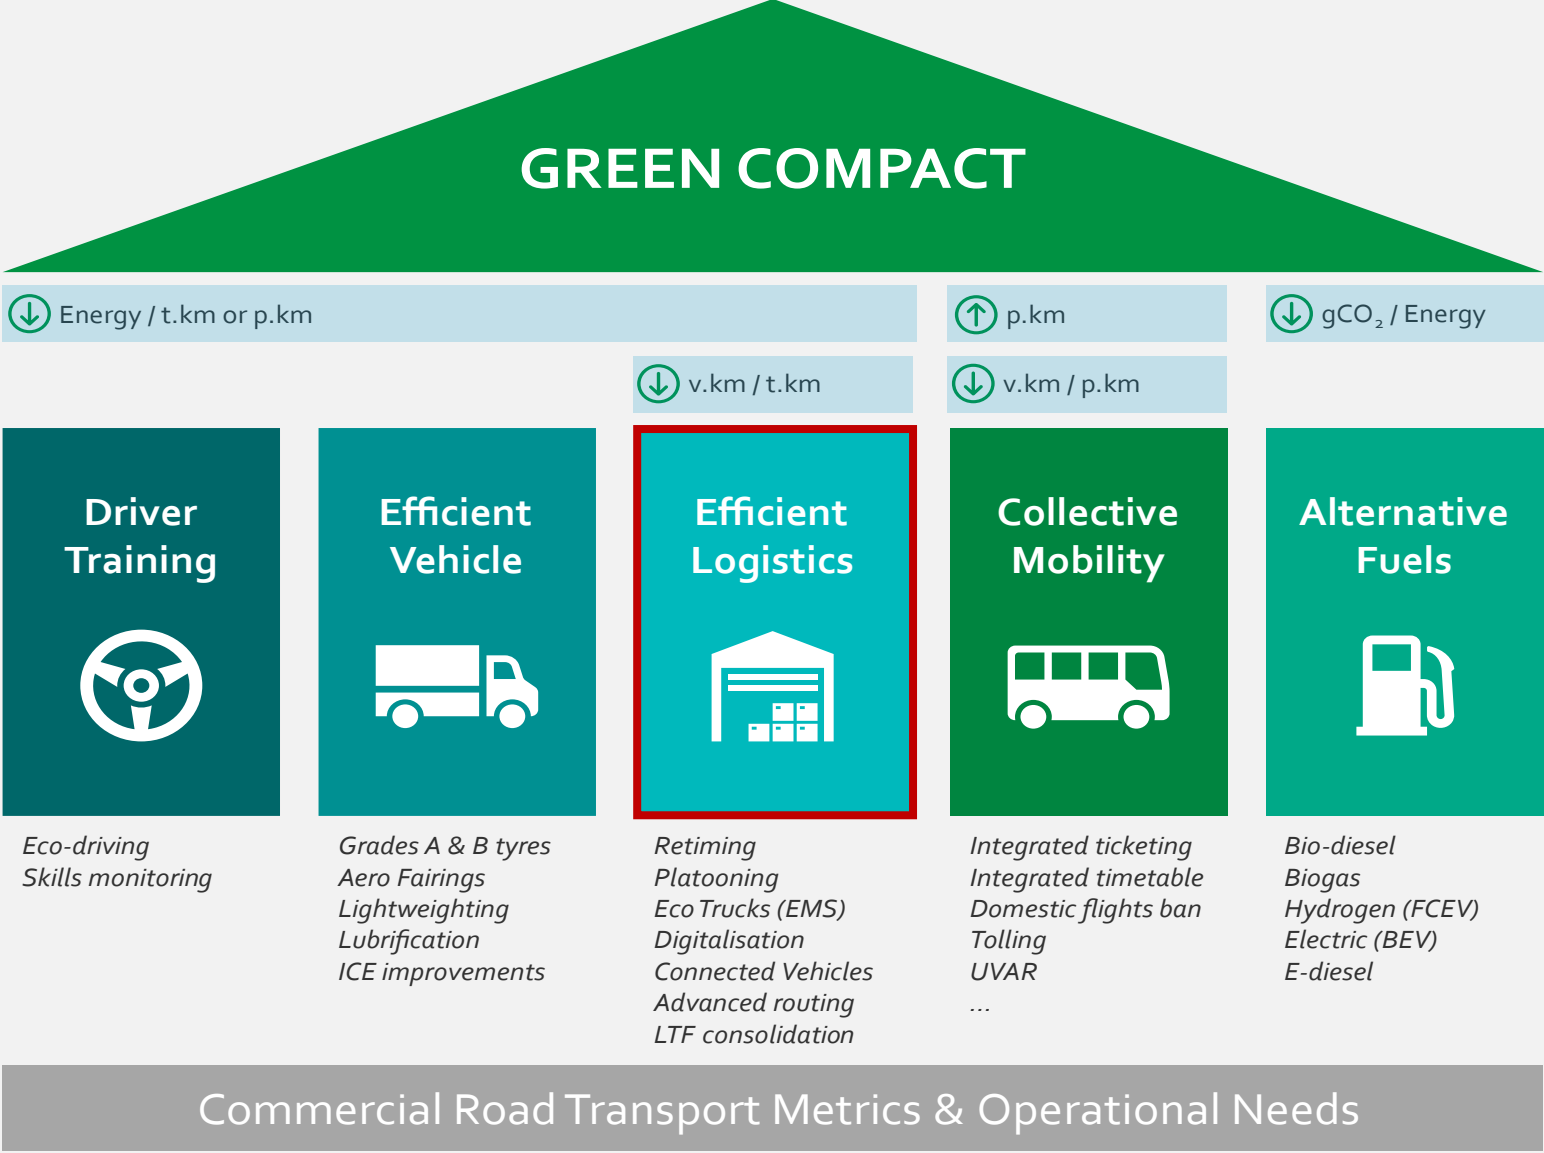 GREEN COMPACT
Energy / t.km or p.km
p.km
gCO₂ / Energy
v.km / t.km
v.km / p.km
Driver
Training
Efficient
Vehicle
Efficient
Logistics
Collective
Mobility
Alternative
Fuels
Eco-driving
Skills monitoring
Grades A & B tyres
Aero Fairings
Lightweighting
Lubrification
ICE improvements
Retiming
Platooning
Eco Trucks (EMS)
Digitalisation
Connected Vehicles
Advanced routing
LTF consolidation
Integrated ticketing
Integrated timetable
Domestic flights ban
Tolling
UVAR
...
Bio-diesel
Biogas
Hydrogen (FCEV)
Electric (BEV)
E-diesel
Commercial Road Transport Metrics & Operational Needs